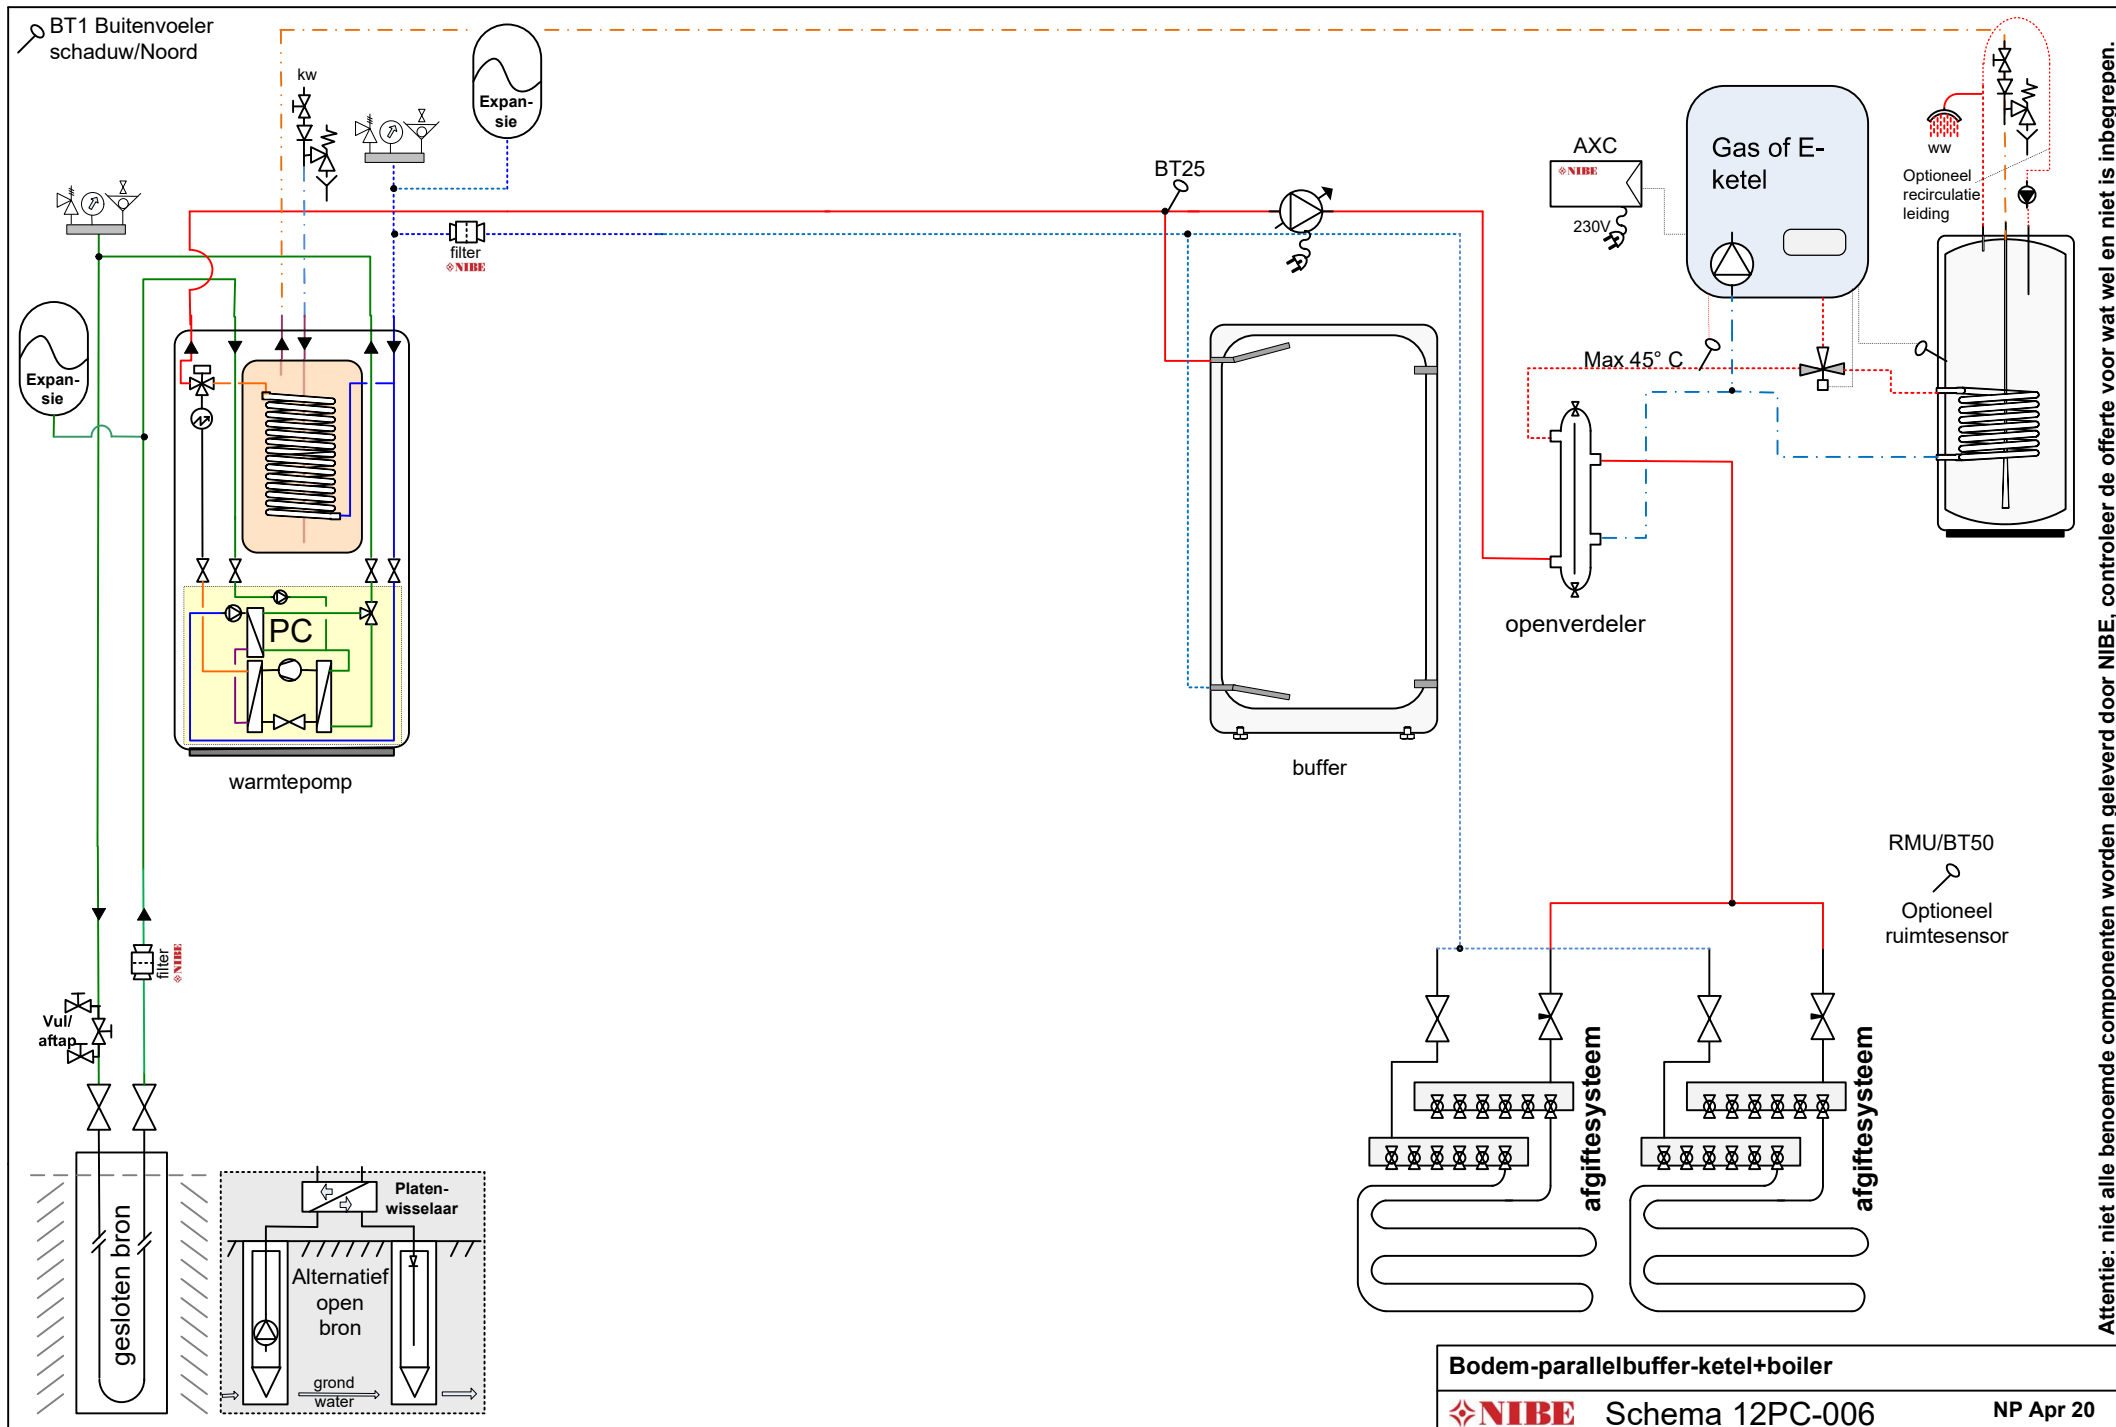 BT1 Buitenvoeler
schaduw/Noord
kw
Expan-
sie
BT25
AXC
NIBE
230V
Gas of E-
ketel
ww
Optioneel
recirculatie
leiding
filter
NIBE
Expan-
sie
Max 45° C
PC
openverdeler
warmtepomp
buffer
RMU/BT50
Optioneel
ruimtesensor
filter
NIBE
Vul/
aftap
afgiftesysteem
afgiftesysteem
gesloten bron
Platen-
wisselaar
Alternatief
open
bron
grond
water
Attentie: niet alle benoemde componenten worden geleverd door NIBE, controleer de offerte voor wat wel en niet is inbegrepen.
Bodem-parallelbuffer-ketel+boiler
NIBE Schema 12PC-006 NP Apr 20